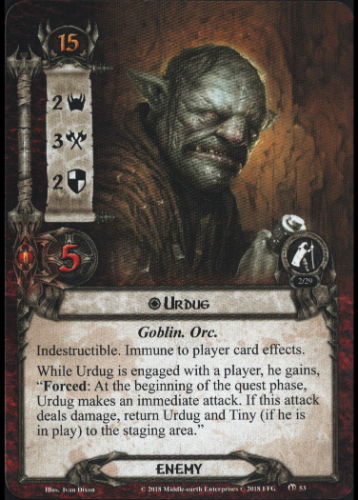 15
2
3
2
5
2/29
Urdug
Goblin. Orc.
Indestructible. Immune to player card effects.
While Urdug is engaged with a player, he gains,
“Forced: At the beginning of the quest phase,
Urdug makes an immediate attack. If this attack
deals damage, return Urdug and Tiny (if he is
in play) to the staging area.”
ENEMY
Illus. Ivan Dixon © 2018 Middle-earth Enterprises © 2018 FFG 53